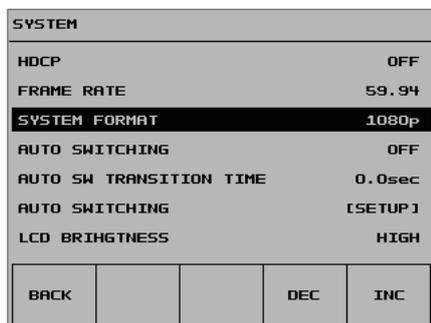 SYSTEM
HDCP OFF
FRAME RATE 59.94
SYSTEM FORMAT 1080p
AUTO SWITCHING OFF
AUTO SW TRANSITION TIME 0.0sec
AUTO SWITCHING [SETUP]
LCD BRIHGTNESS HIGH
BACK DEC INC